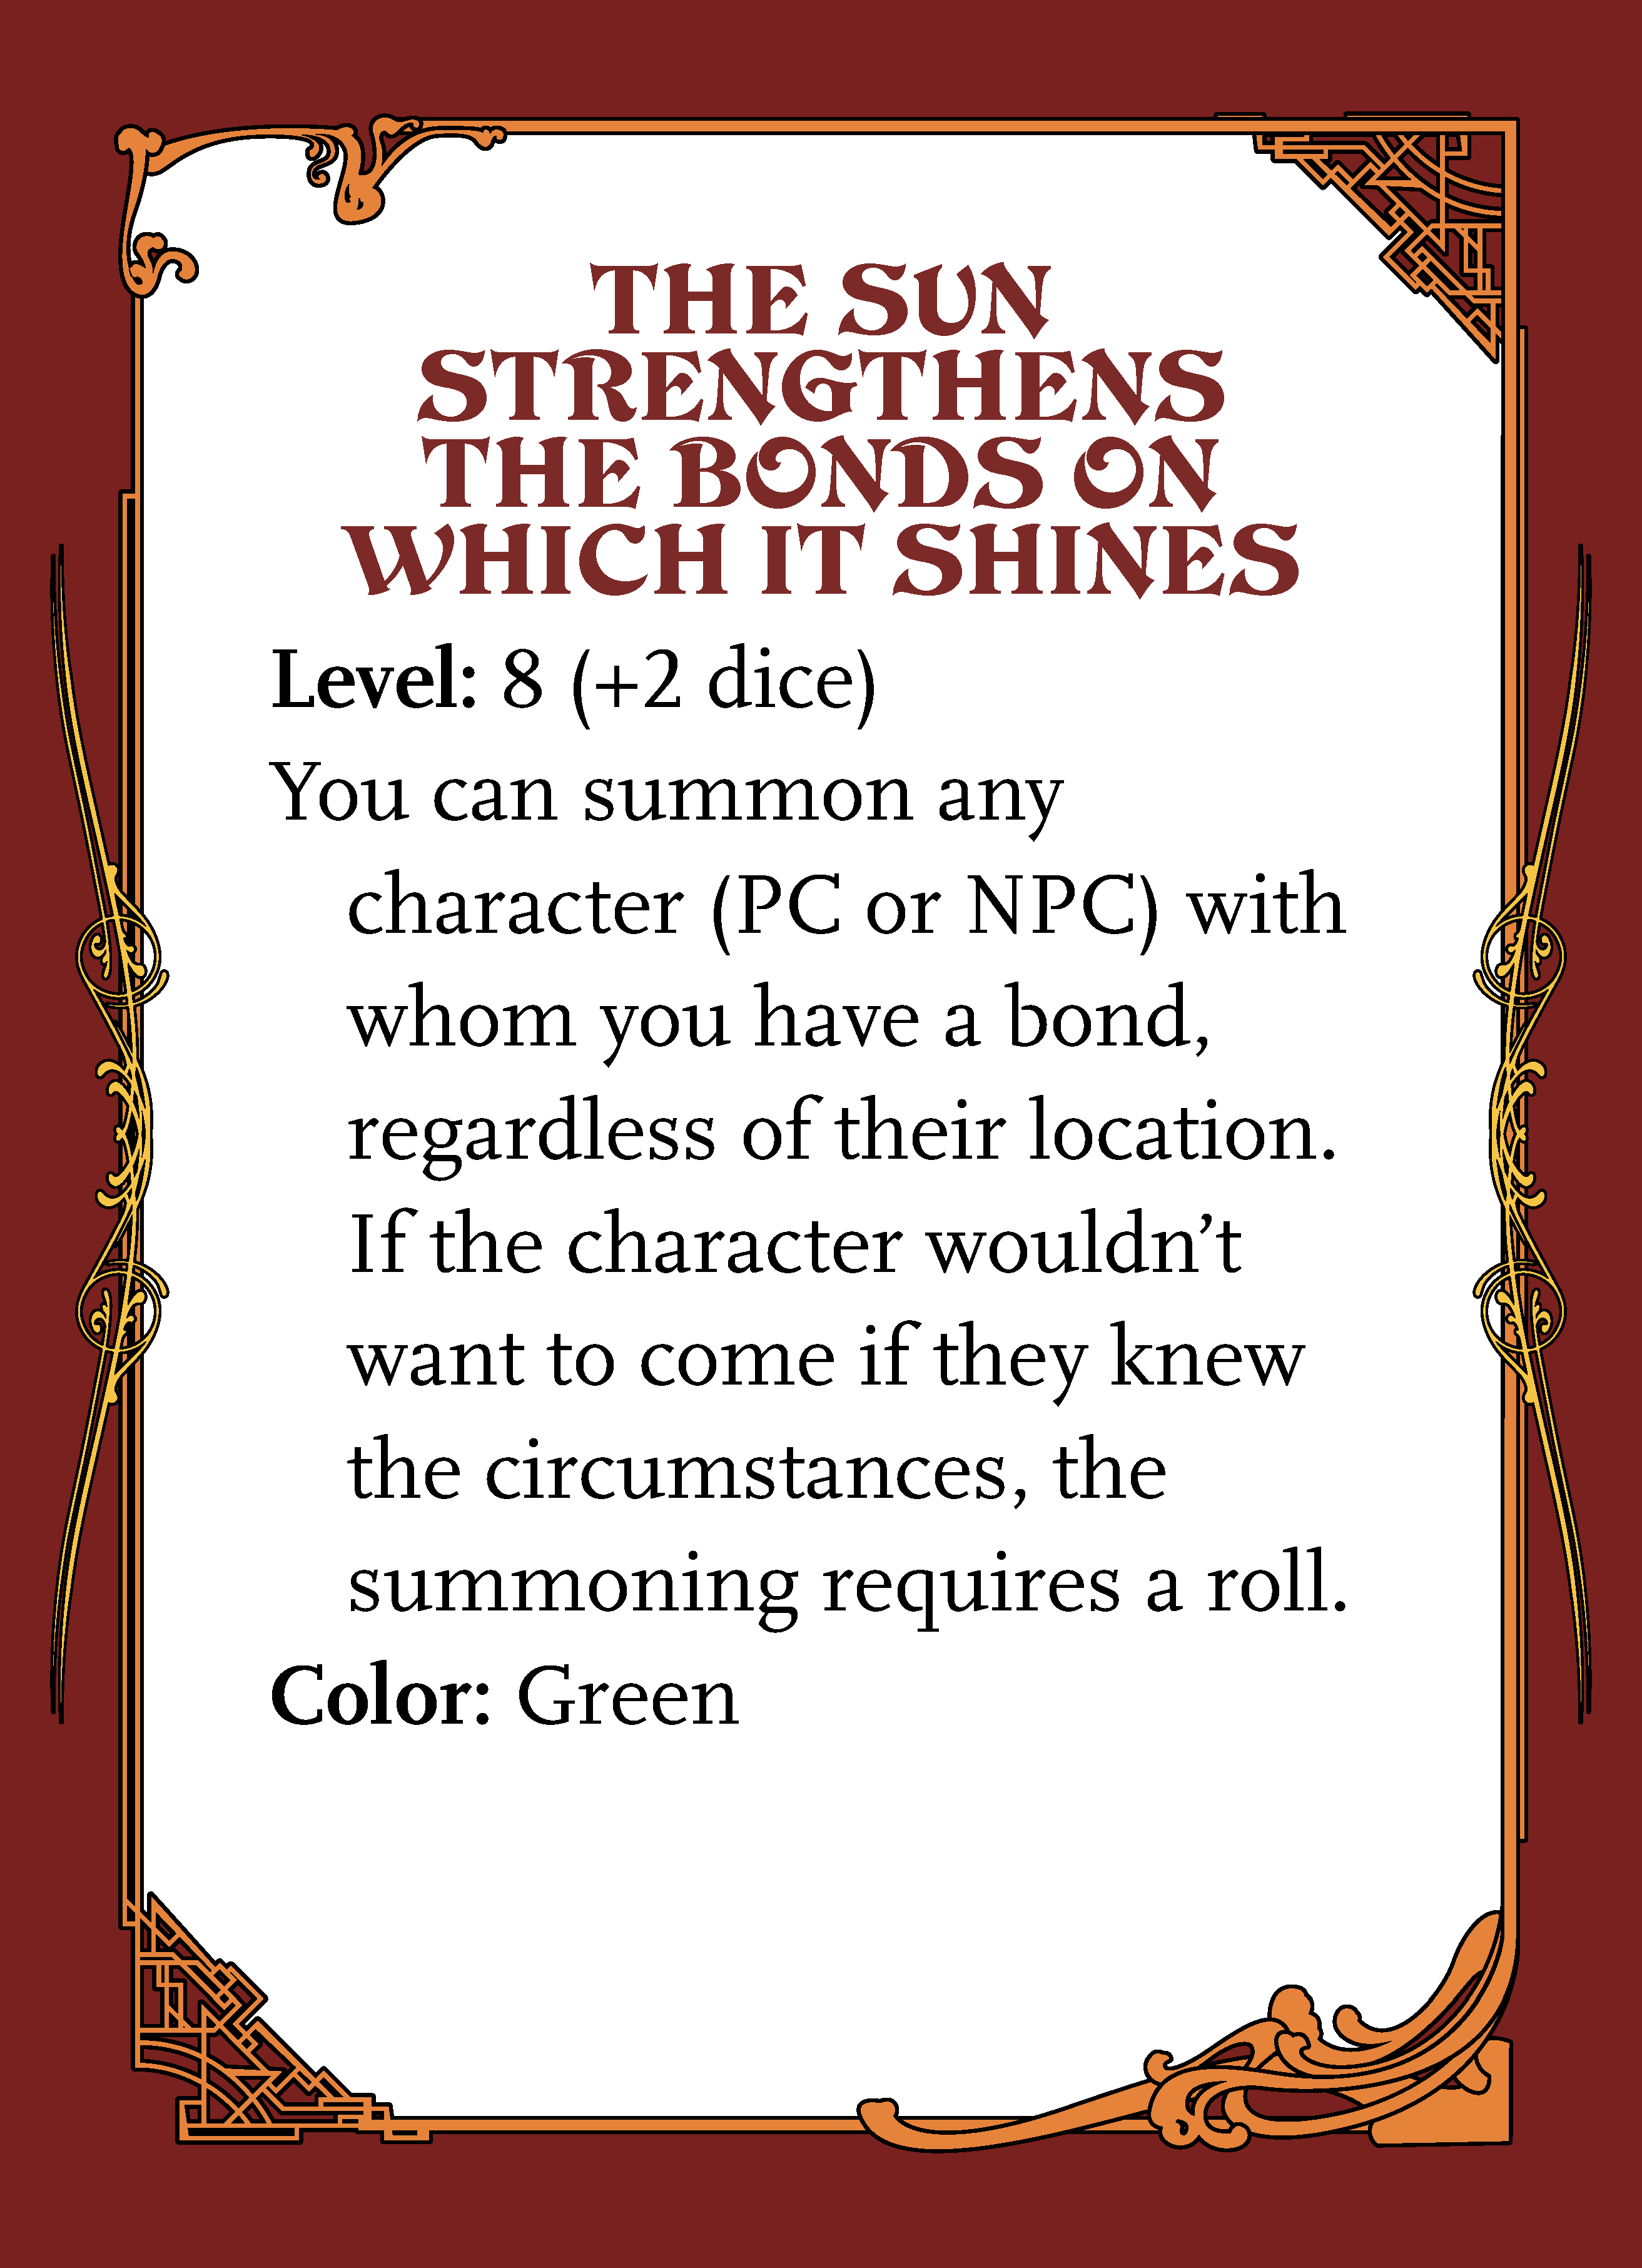 THE SUN
STRENGTHENS
THE BONDS ON
WHICH IT SHINES
Level: 8 (+2 dice)
You can summon any
character (PC or NPC) with
whom you have a bond,
regardless of their location.
If the character wouldn’t
want to come if they knew
the circumstances, the
summoning requires a roll.
Color: Green